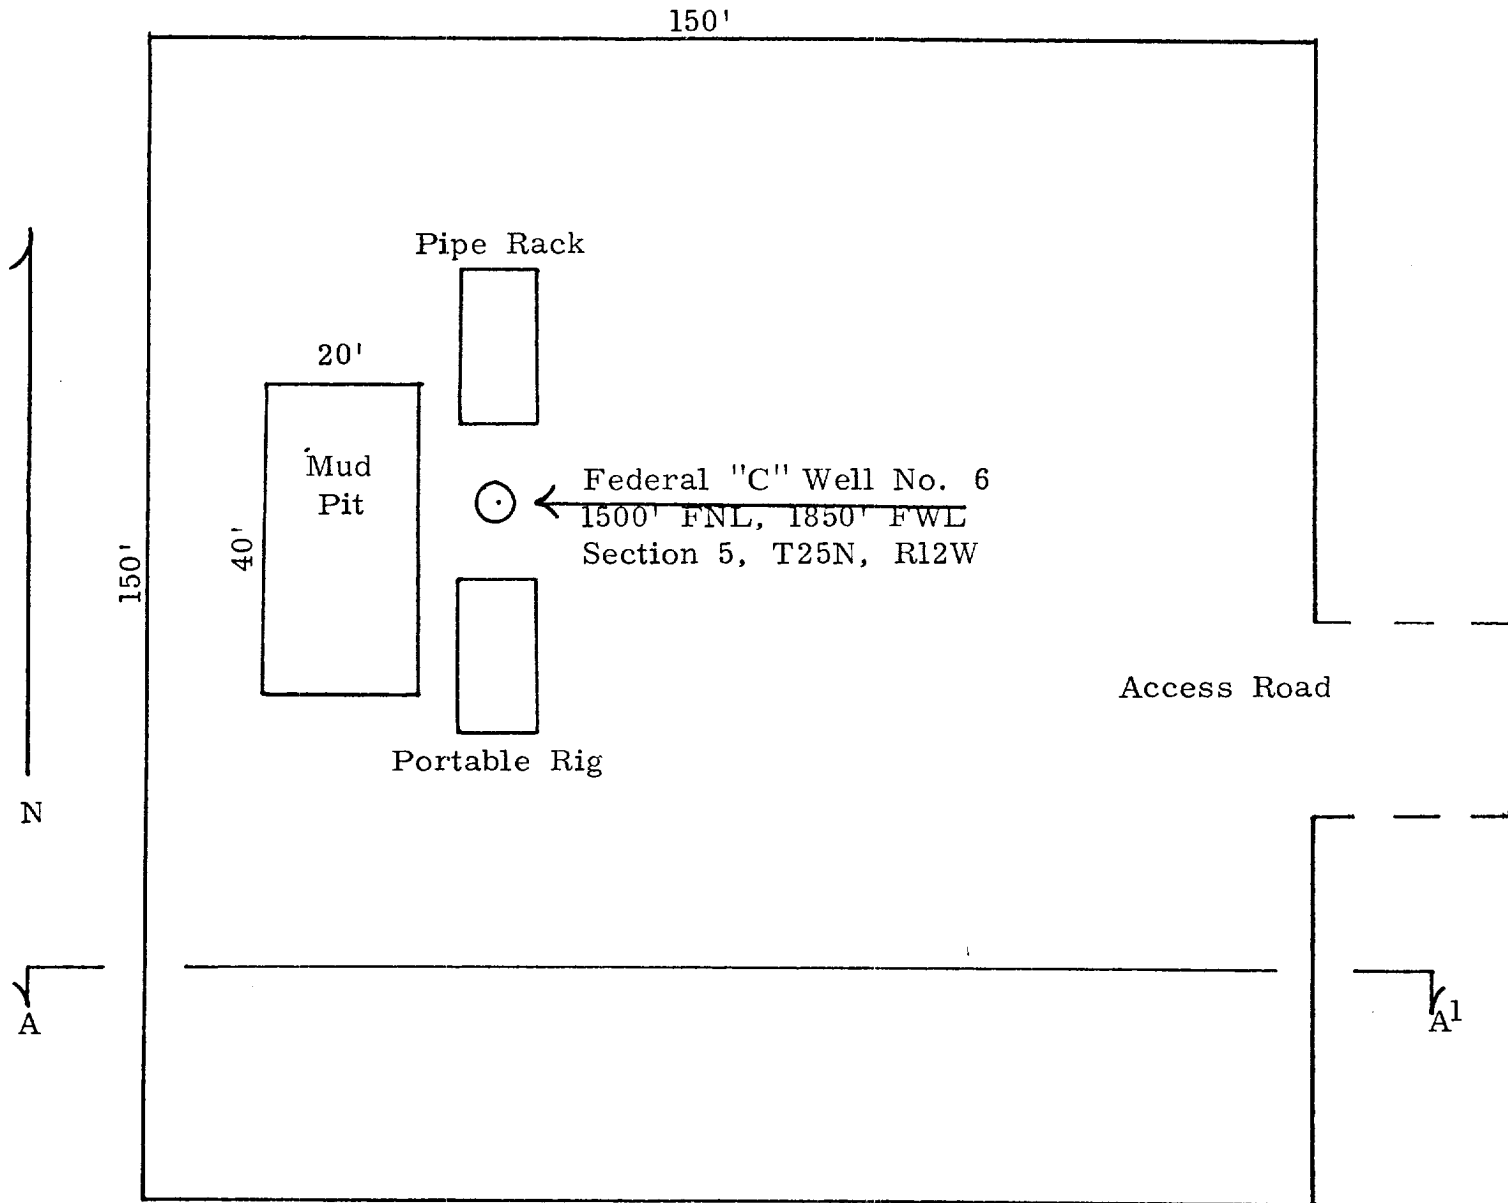 150'
Pipe Rack
20'
Mud
Pit
40'
150'
Federal "C" Well No. 6
1500' FNL, 1850' FWL
Section 5, T25N, R12W
Access Road
Portable Rig
N
A
A1